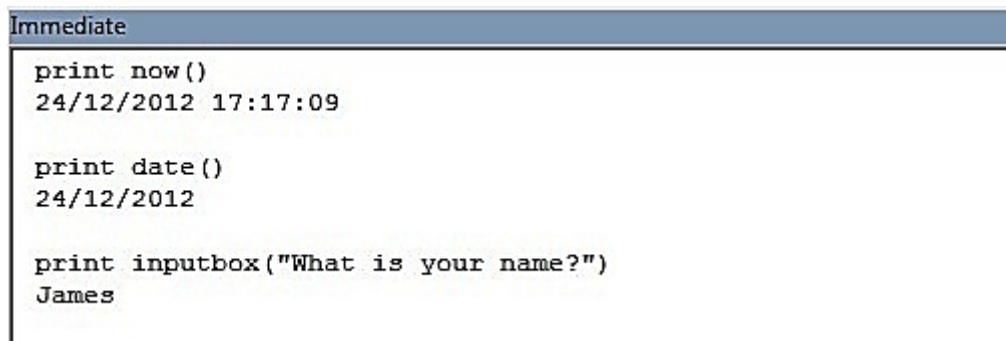 Immediate
print now()
24/12/2012 17:17:09
print date()
24/12/2012
print inputbox("What is your name?")
James